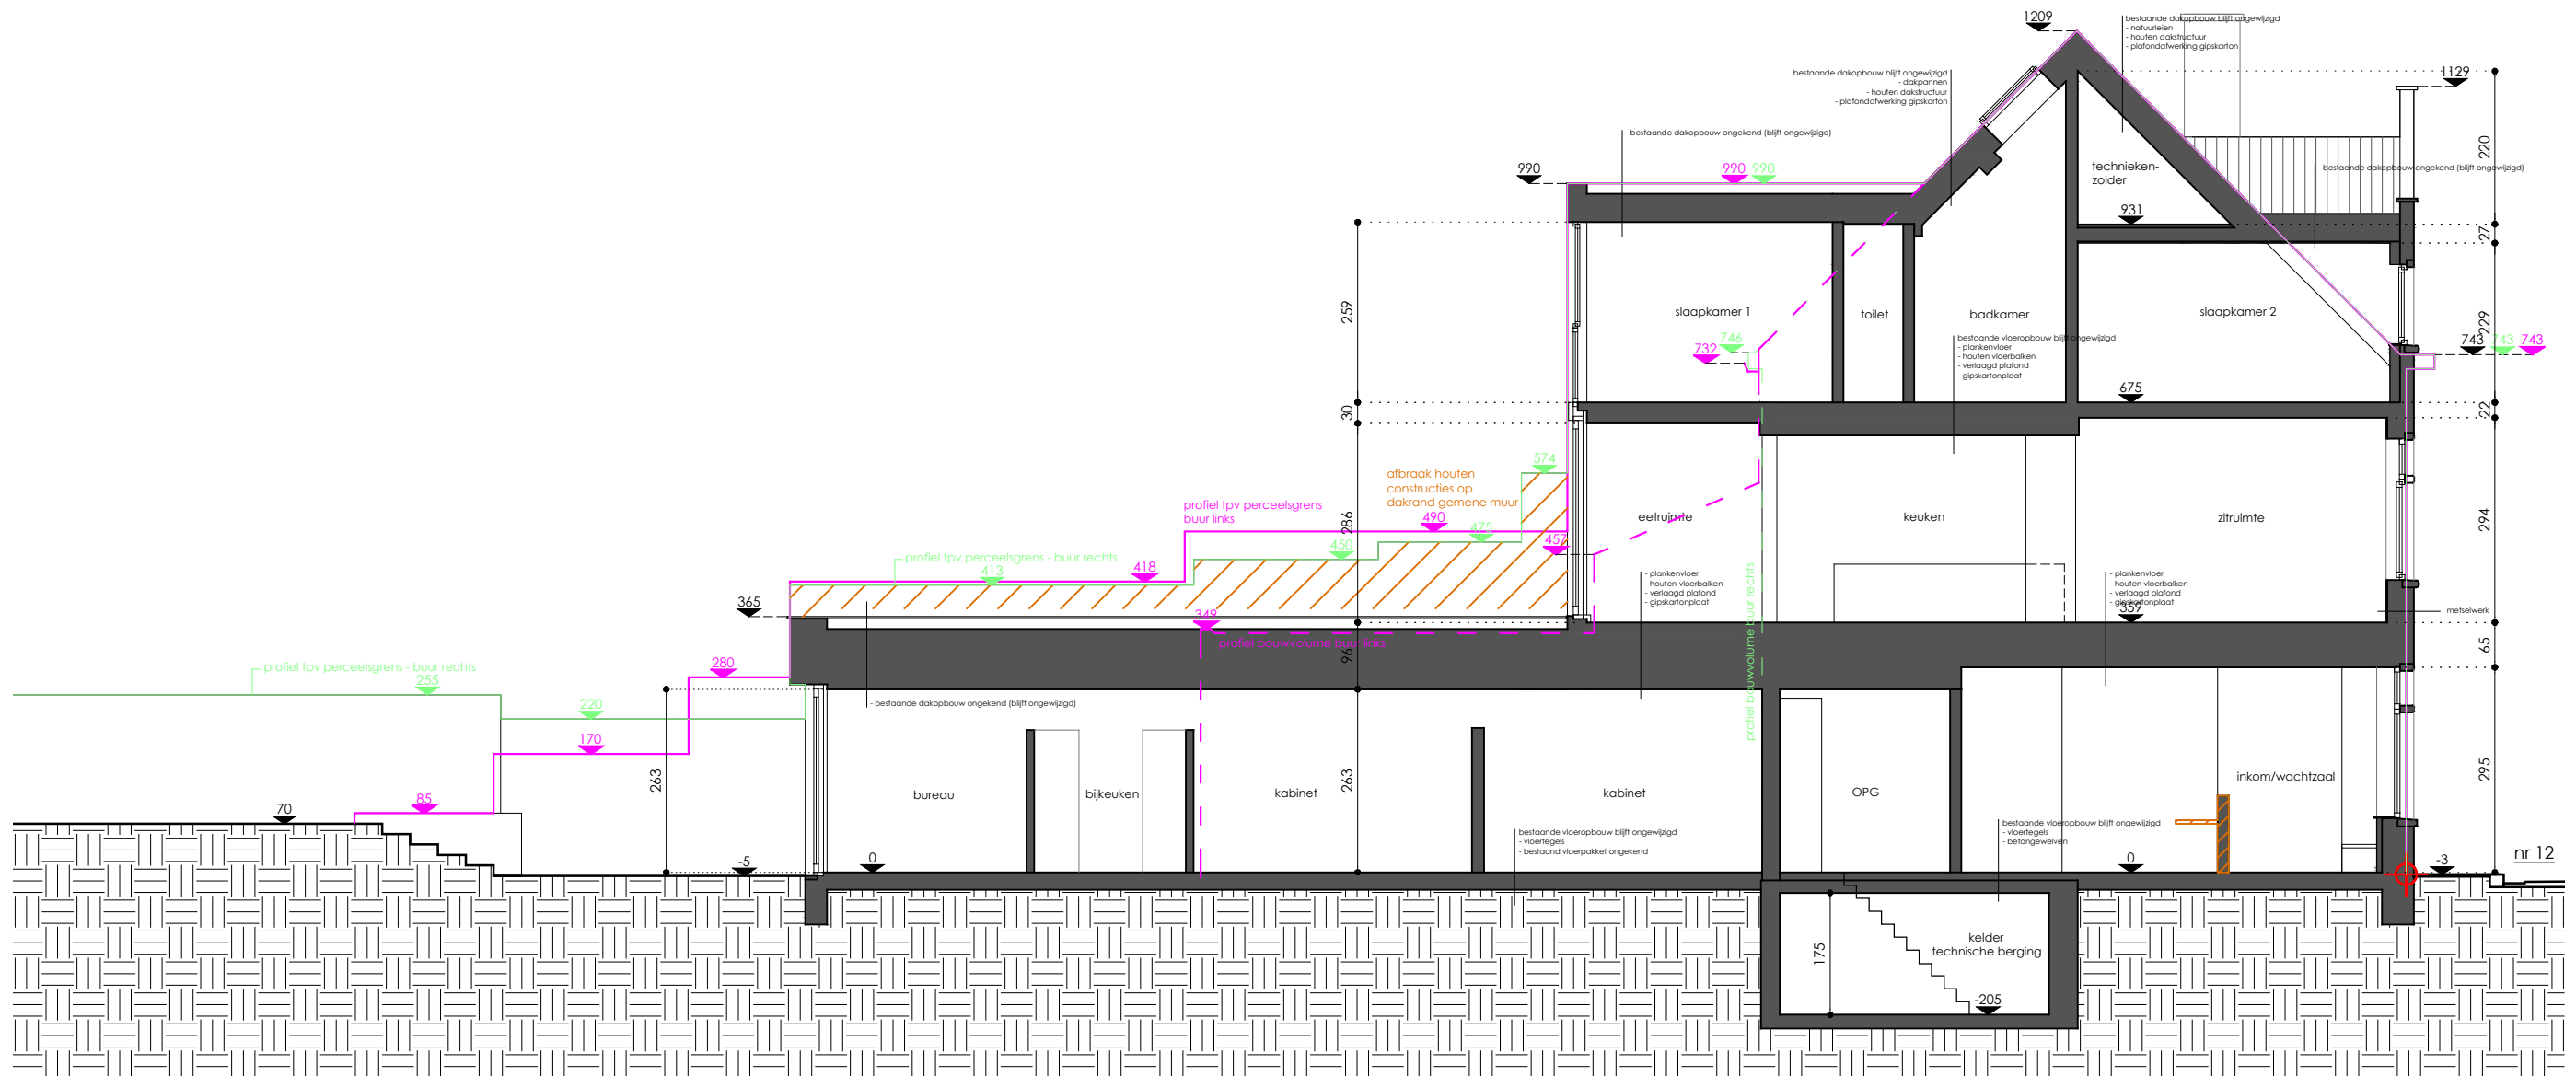 1209
bestaande dakopbouw blijft ongewijzigd
- natuurleien
- houten dakstructuur
- plafondafwerking gipskarton
bestaande dakopbouw blijft ongewijzigd
- dakpannen
- houten dakstructuur
- plafondafwerking gipskarton
1129
- bestaande dakopbouw ongekend (blijft ongewijzigd)
220
990
990 990
technieken-
zolder
- bestaande dakopbouw ongekend (blijft ongewijzigd)
931
27
259
slaapkamer 1
toilet
badkamer
slaapkamer 2
229
746
732
bestaande vloeropbouw blijft ongewijzigd
- plankenvloer
- houten vloerbalken
- verlaagd plafond
- gipskartonplaat
743 743 743
675
30
22
574
afbraak houten
constructies op
dakrand gemene muur
profiel tpv perceelsgrens
buur links
490
475
286
eetruimte
keuken
zitruimte
294
457
450
profiel tpv perceelsgrens - buur rechts
413
418
- plankenvloer
- houten vloerbalken
- verlaagd plafond
- gipskartonplaat
- plankenvloer
- houten vloerbalken
- verlaagd plafond
- gipskartonplaat
365
359
metselwerk
349
profiel bouwvolume buur links
profiel bouwvolume buur rechts
96
65
profiel tpv perceelsgrens - buur rechts
280
255
220
- bestaande dakopbouw ongekend (blijft ongewijzigd)
170
263
263
295
bureau
bijkeuken
kabinet
kabinet
OPG
inkom/wachtzaal
85
70
bestaande vloeropbouw blijft ongewijzigd
- vloertegels
- bestaand vloerpakket ongekend
bestaande vloeropbouw blijft ongewijzigd
- vloertegels
- betongewelven
-5
0
0
-3
nr 12
175
kelder
technische berging
-205